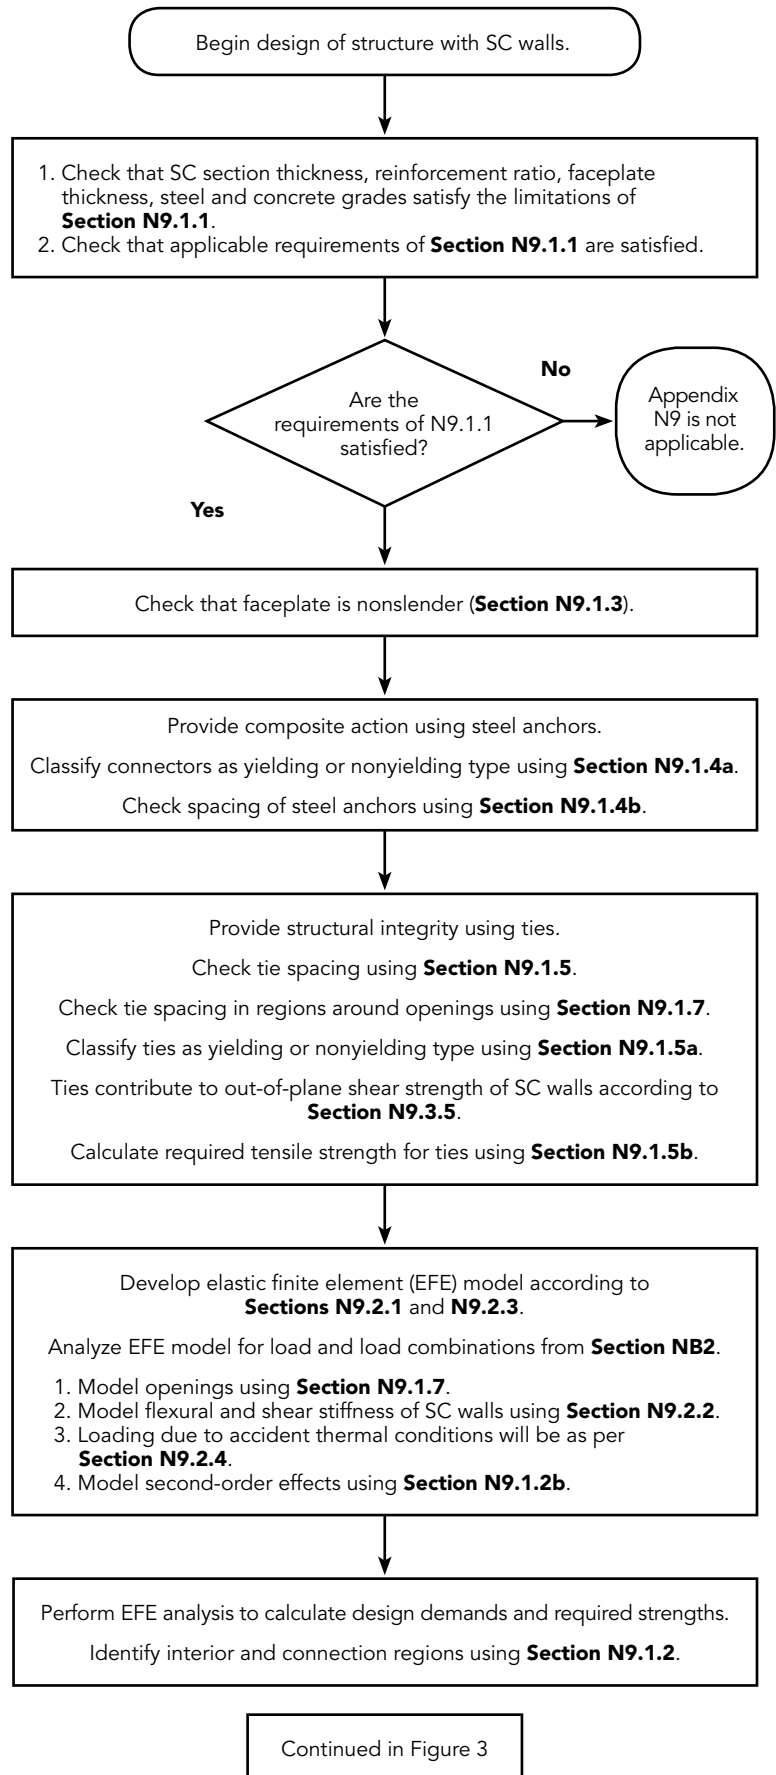 Begin design of structure with SC walls.
1. Check that SC section thickness, reinforcement ratio, faceplate
thickness, steel and concrete grades satisfy the limitations of
Section N9.1.1.
2. Check that applicable requirements of Section N9.1.1 are satisfied.
Are the
requirements of N9.1.1
satisfied?
No
Appendix
N9 is not
applicable.
Yes
Check that faceplate is nonslender (Section N9.1.3).
Provide composite action using steel anchors.
Classify connectors as yielding or nonyielding type using Section N9.1.4a.
Check spacing of steel anchors using Section N9.1.4b.
Provide structural integrity using ties.
Check tie spacing using Section N9.1.5.
Check tie spacing in regions around openings using Section N9.1.7.
Classify ties as yielding or nonyielding type using Section N9.1.5a.
Ties contribute to out-of-plane shear strength of SC walls according to
Section N9.3.5.
Calculate required tensile strength for ties using Section N9.1.5b.
Develop elastic finite element (EFE) model according to
Sections N9.2.1 and N9.2.3.
Analyze EFE model for load and load combinations from Section NB2.
1. Model openings using Section N9.1.7.
2. Model flexural and shear stiffness of SC walls using Section N9.2.2.
3. Loading due to accident thermal conditions will be as per
Section N9.2.4.
4. Model second-order effects using Section N9.1.2b.
Perform EFE analysis to calculate design demands and required strengths.
Identify interior and connection regions using Section N9.1.2.
Continued in Figure 3